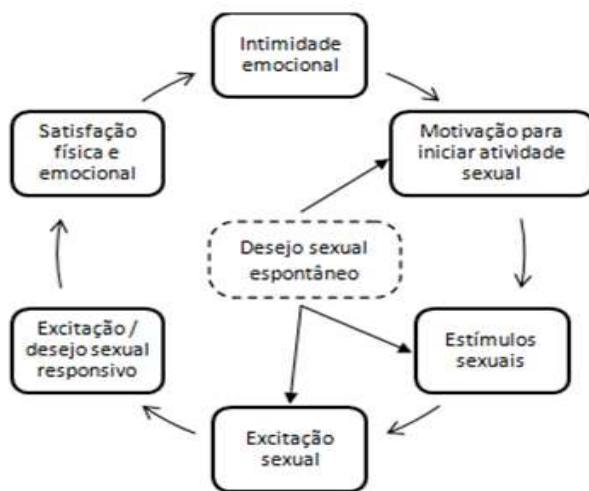 Intimidade
emocional
Motivação para
iniciar atividade
sexual
Estímulos
sexuais
Excitação
sexual
Excitação /
desejo sexual
responsivo
Satisfação
física e
emocional
Desejo sexual
espontâneo